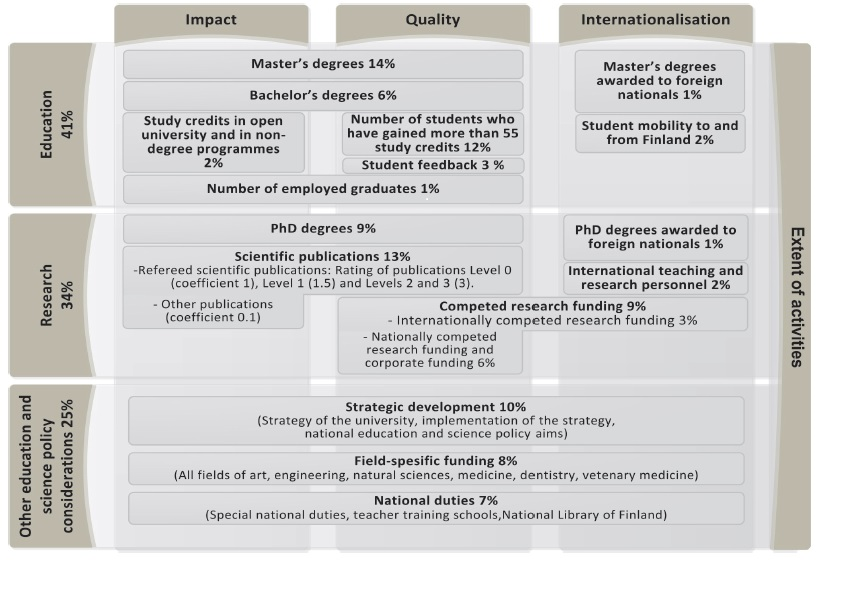 Impact
Quality
Internationalisation
Education
41%
Master's degrees 14%
Bachelor's degrees 6%
Study credits in open
university and in non-
degree programmes
2%
Number of students who
have gained more than 55
study credits 12%
Student feedback 3 %
Number of employed graduates 1%
Master's degrees
awarded to foreign
nationals 1%
Student mobility to and
from Finland 2%
Research
34%
PhD degrees 9%
Scientific publications 13%
-Refereed scientific publications: Rating of publications Level 0
(coefficient 1), Level 1 (1.5) and Levels 2 and 3 (3).
- Other publications
(coefficient 0.1)
PhD degrees awarded to
foreign nationals 1%
International teaching and
research personnel 2%
Competed research funding 9%
- Internationally competed research funding 3%
- Nationally competed
research funding and
corporate funding 6%
Other education and
science policy
considerations 25%
Strategic development 10%
(Strategy of the university, implementation of the strategy,
national education and science policy aims)
Field-spesific funding 8%
(All fields of art, engineering, natural sciences, medicine, dentistry, vetenary medicine)
National duties 7%
(Special national duties, teacher training schools,National Library of Finland)
Extent of activities